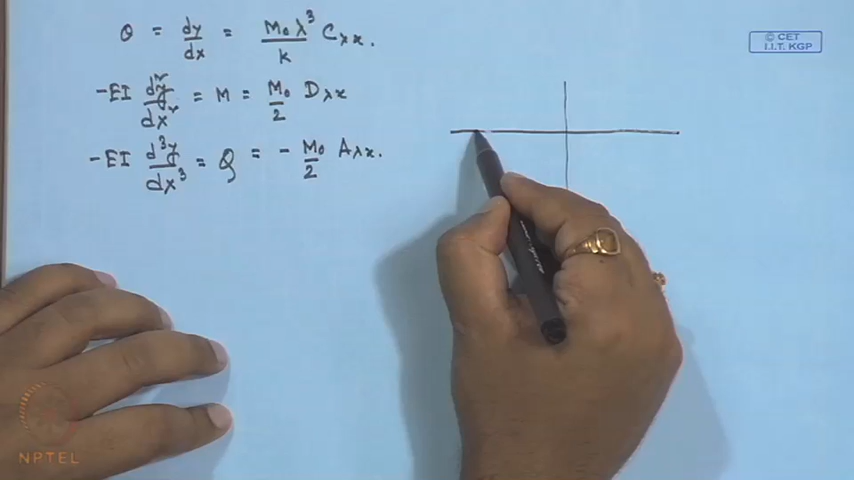 θ = dy/dx = M₀λ³/k Cλx.
-EI d²y/dx² = M = M₀/2 Dλx
-EI d³y/dx³ = Q = - M₀/2 Aλx.
© CET
I.I.T. KGP
NPTEL